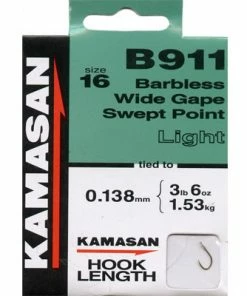 KAMASAN
B911
size
16
Barbless
Wide Gape
Swept Point
Light
tied to
0.138mm
3lb 6oz
1.53kg
KAMASAN
HOOK
LENGTH